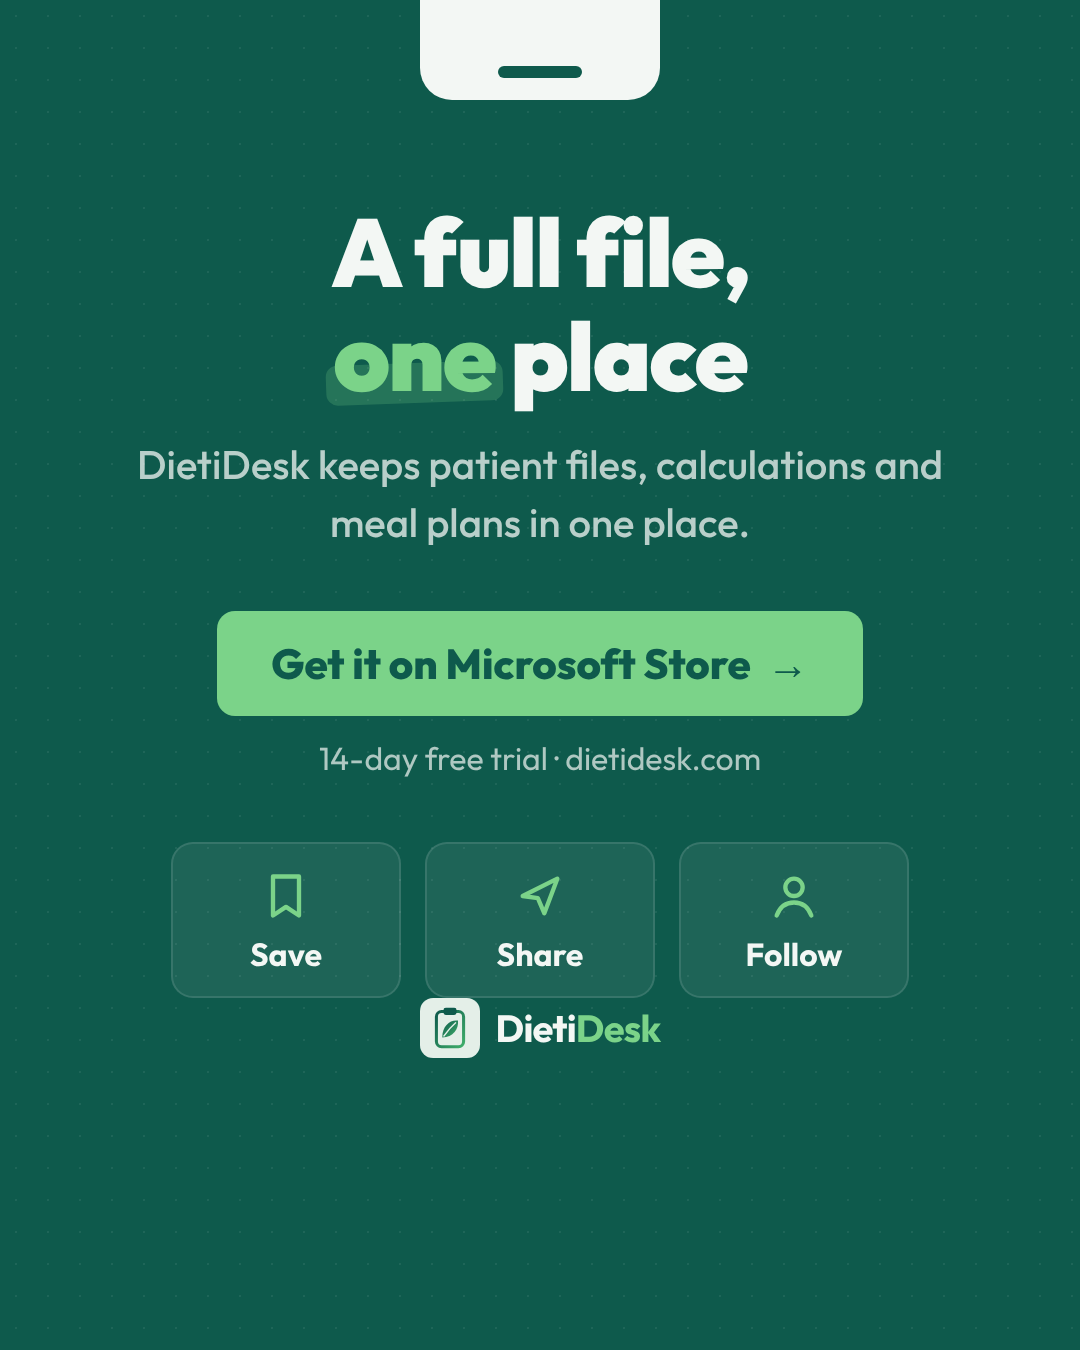 A full file,
one place
DietiDesk keeps patient files, calculations and
meal plans in one place.
Get it on Microsoft Store →
14-day free trial · dietidesk.com
Save
Share
Follow
DietiDesk